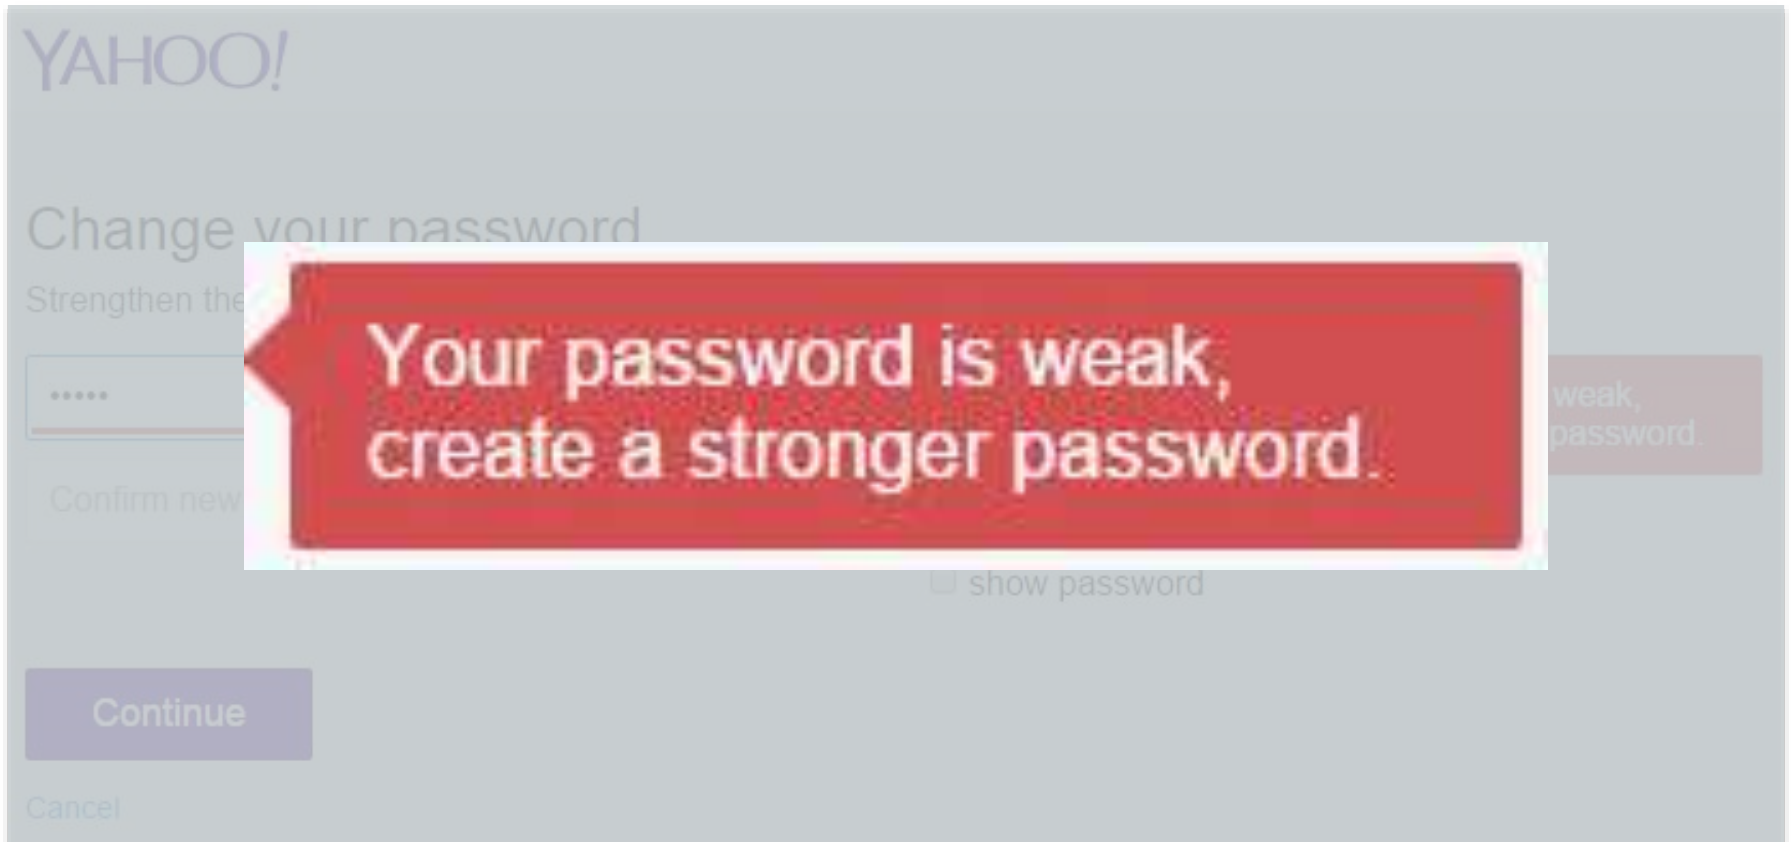 YAHOO!
Change your password
Strengthen the
•••••
Your password is weak,
create a stronger password.
weak,
password.
Confirm new
show password
Continue
Cancel